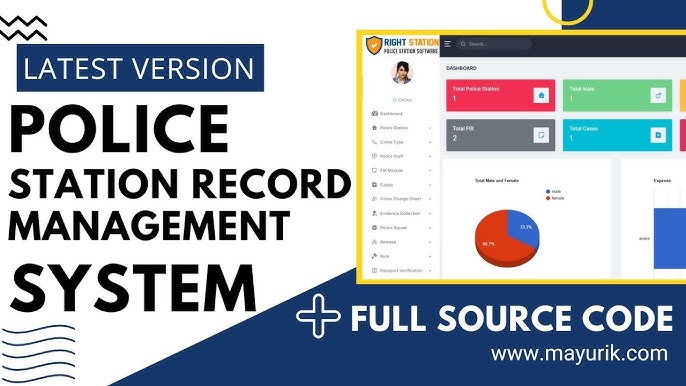 LATEST VERSION
POLICE
STATION RECORD
MANAGEMENT
SYSTEM
RIGHT STATION
POLICE STATION SOFTWARE
Search...
Online
Dashboard
Police Station
Crime Type
Police Staff
FIR Module
Cases
Crime Charge Sheet
Evidence Collection
Police Squad
Release
Rule
Passport Verification
DASHBOARD
Total Police Station
1
Total Male
1
Total FIR
2
Total Cases
1
Total Male and Female
male
female
33.3%
66.7%
Expense
FULL SOURCE CODE
www.mayurik.com